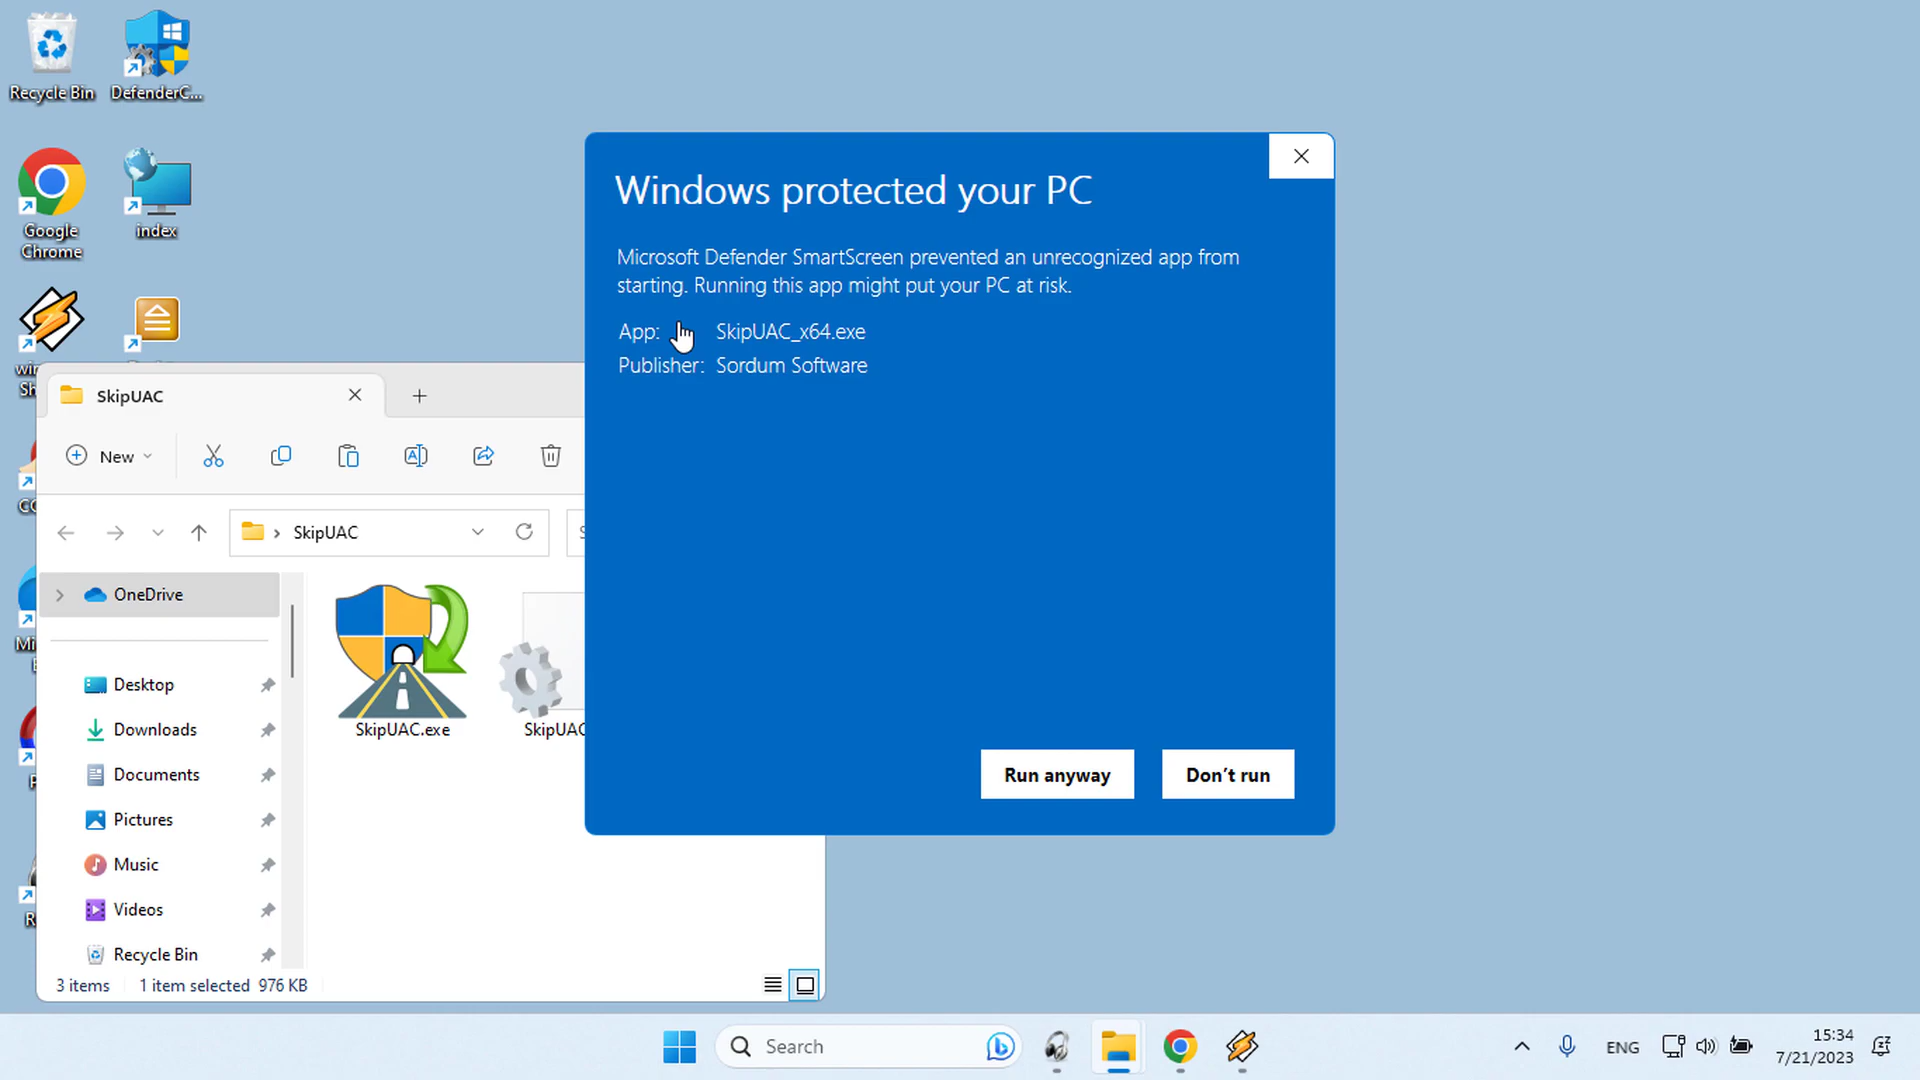 Recycle Bin
DefenderC...
Google
Chrome
index
Windows protected your PC
Microsoft Defender SmartScreen prevented an unrecognized app from
starting. Running this app might put your PC at risk.
App: SkipUAC_x64.exe
Publisher: Sordum Software
Run anyway
Don't run
SkipUAC
New
SkipUAC
OneDrive
Desktop
Downloads
Documents
Pictures
Music
Videos
Recycle Bin
SkipUAC.exe
SkipUAC
3 items
1 item selected 976 KB
Search
ENG
15:34
7/21/2023